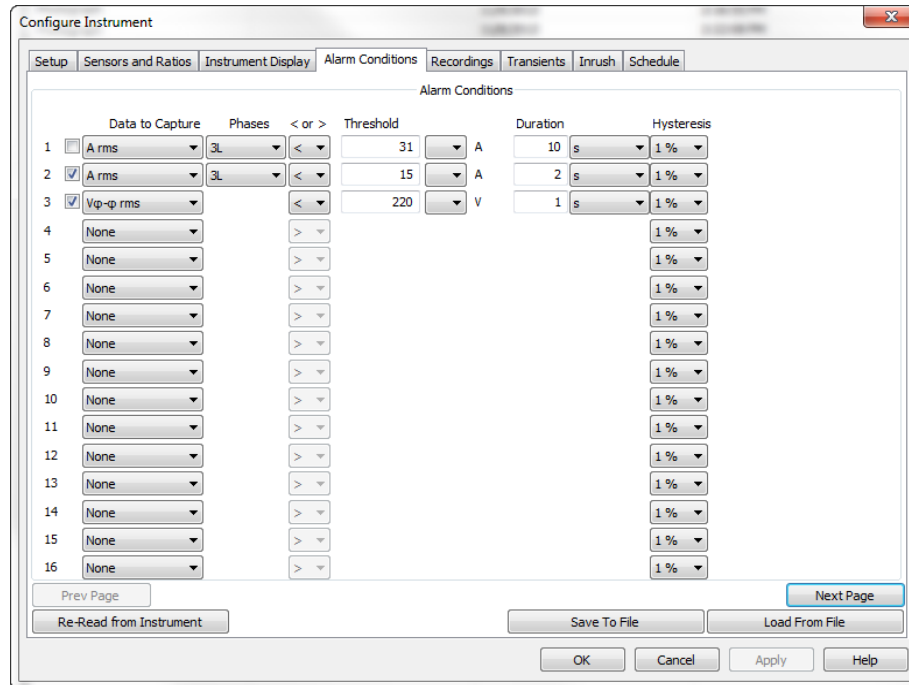 Configure Instrument
x
Setup Sensors and Ratios Instrument Display Alarm Conditions Recordings Transients Inrush Schedule
Alarm Conditions
Data to Capture Phases < or > Threshold Duration Hysteresis
1 A rms 3L < 31 A 10 s 1 %
2 A rms 3L < 15 A 2 s 1 %
3 Vφ-φ rms < 220 V 1 s 1 %
4 None > 1 %
5 None > 1 %
6 None > 1 %
7 None > 1 %
8 None > 1 %
9 None > 1 %
10 None > 1 %
11 None > 1 %
12 None > 1 %
13 None > 1 %
14 None > 1 %
15 None > 1 %
16 None > 1 %
Prev Page Next Page
Re-Read from Instrument Save To File Load From File
OK Cancel Apply Help